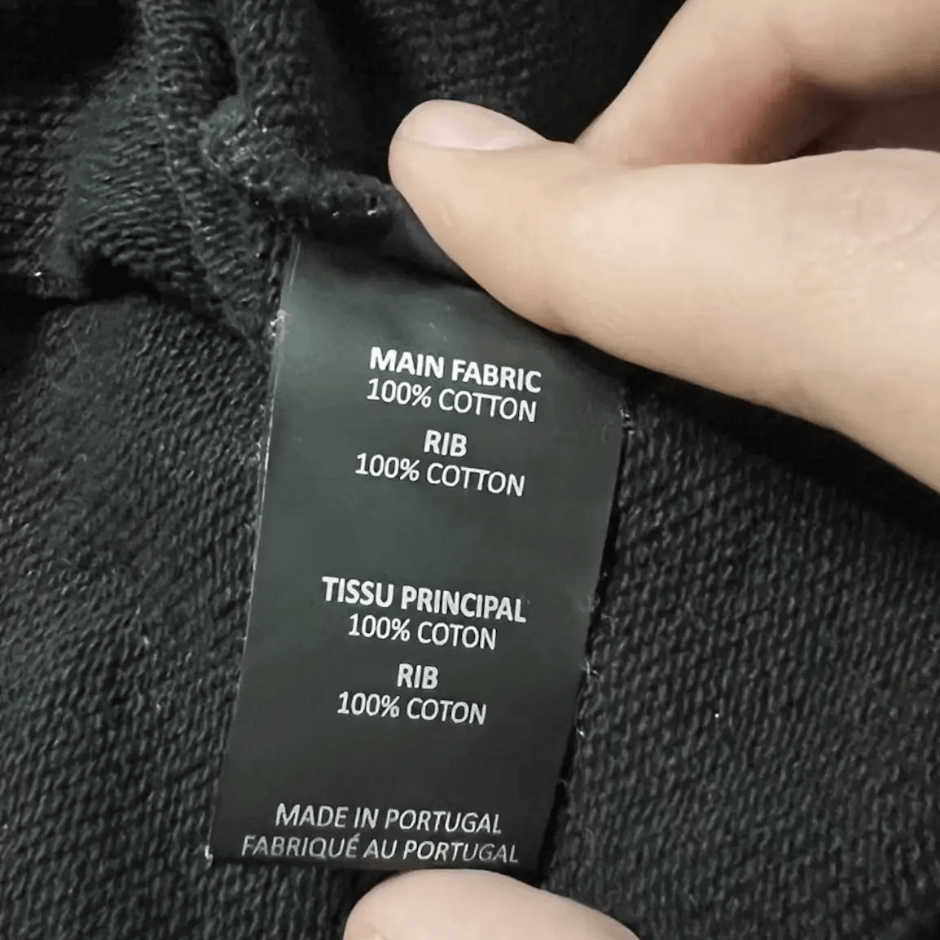 MAIN FABRIC
100% COTTON
RIB
100% COTTON
TISSU PRINCIPAL
100% COTON
RIB
100% COTON
MADE IN PORTUGAL
FABRIQUÉ AU PORTUGAL